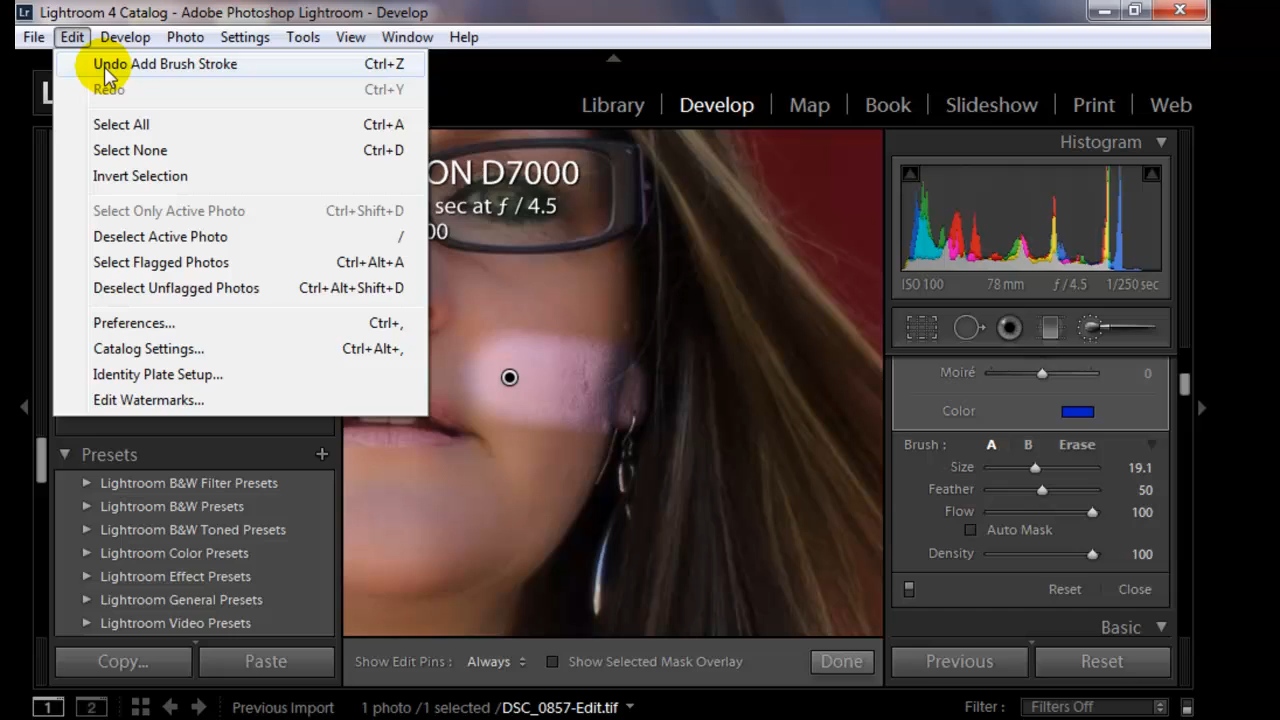 Lr Lightroom 4 Catalog - Adobe Photoshop Lightroom - Develop
File Edit Develop Photo Settings Tools View Window Help
Undo Add Brush Stroke Ctrl+Z
Redo Ctrl+Y
Select All Ctrl+A
Select None Ctrl+D
Invert Selection
Select Only Active Photo Ctrl+Shift+D
Deselect Active Photo /
Select Flagged Photos Ctrl+Alt+A
Deselect Unflagged Photos Ctrl+Alt+Shift+D
Preferences... Ctrl+,
Catalog Settings... Ctrl+Alt+,
Identity Plate Setup...
Edit Watermarks...
L
Library Develop Map Book Slideshow Print Web
ON D7000
sec at ƒ / 4.5
00
Histogram
ISO 100 78 mm ƒ / 4.5 1/250 sec
Moiré 0
Color
Brush : A B Erase
Size 19.1
Feather 50
Flow 100
Auto Mask
Density 100
Reset Close
Basic
Presets +
Lightroom B&W Filter Presets
Lightroom B&W Presets
Lightroom B&W Toned Presets
Lightroom Color Presets
Lightroom Effect Presets
Lightroom General Presets
Lightroom Video Presets
Copy... Paste
Show Edit Pins : Always Show Selected Mask Overlay Done
Previous Reset
1 2 Previous Import 1 photo / 1 selected / DSC_0857-Edit.tif Filter : Filters Off